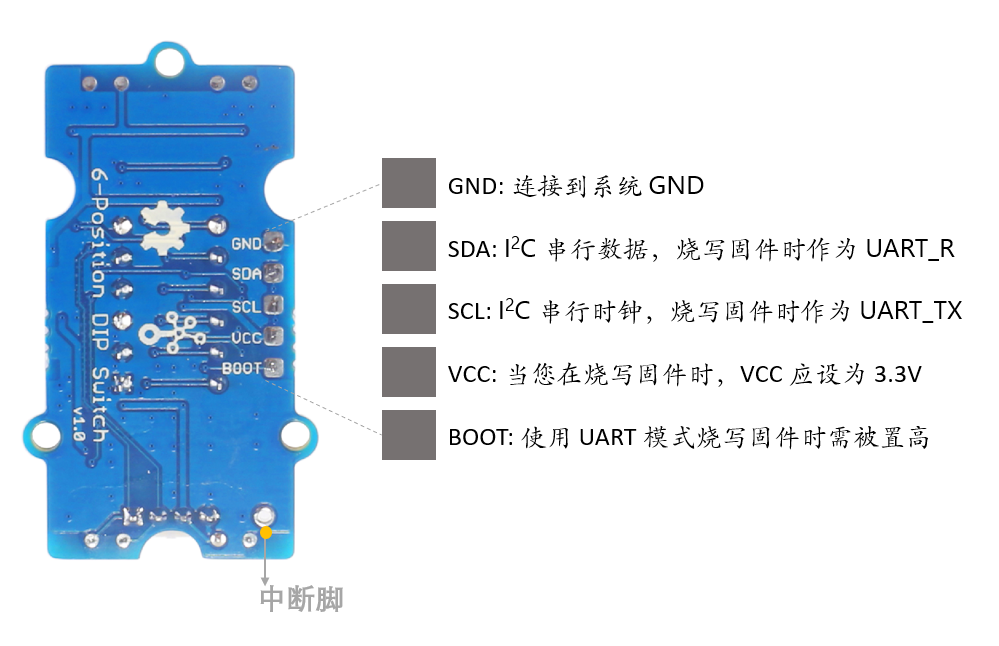 6-Position DIP Switch
v1.0
GND
SDA
SCL
VCC
BOOT
GND: 连接到系统 GND
SDA: I²C 串行数据，烧写固件时作为 UART_R
SCL: I²C 串行时钟，烧写固件时作为 UART_TX
VCC: 当您在烧写固件时，VCC 应设为 3.3V
BOOT: 使用 UART 模式烧写固件时需被置高
中断脚